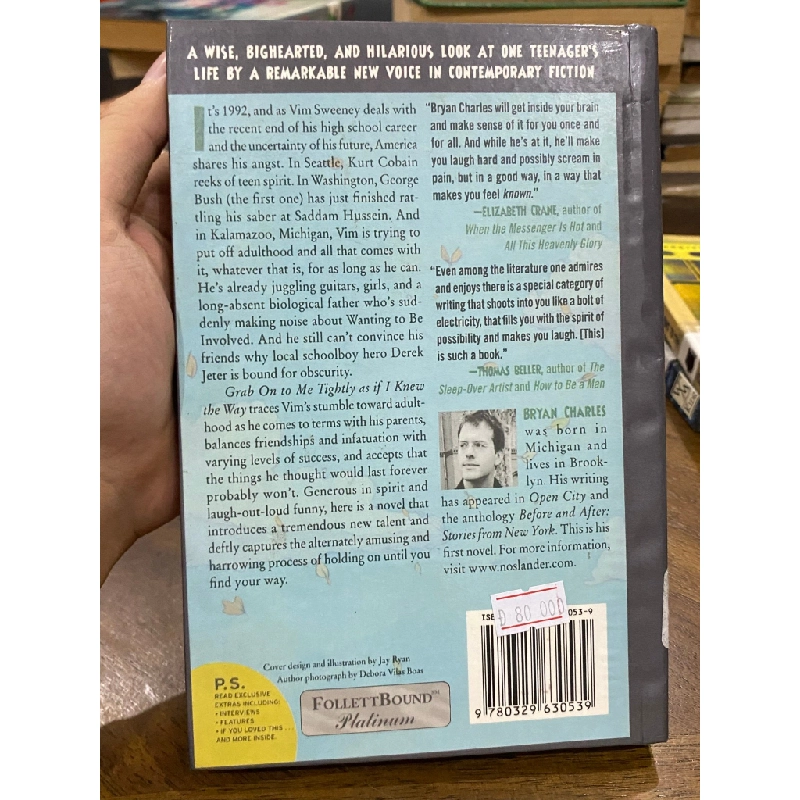 A WISE, BIGHEARTED, AND HILARIOUS LOOK AT ONE TEENAGER'S
LIFE BY A REMARKABLE NEW VOICE IN CONTEMPORARY FICTION
It's 1992, and as Vim Sweeney deals with
the recent end of his high school career
and the uncertainty of his future, America
shares his angst. In Seattle, Kurt Cobain
reeks of teen spirit. In Washington, George
Bush (the first one) has just finished rat-
tling his saber at Saddam Hussein. And
in Kalamazoo, Michigan, Vim is trying to
put off adulthood and all that comes with
it, whatever that is, for as long as he can.
He's already juggling guitars, girls, and a
long-absent biological father who's sud-
denly making noise about Wanting to Be
Involved. And he still can't convince his
friends why local schoolboy hero Derek
Jeter is bound for obscurity.
Grab On to Me Tightly as if I Knew
the Way traces Vim's stumble toward adult-
hood as he comes to terms with his parents,
balances friendships and infatuation with
varying levels of success, and accepts that
the things he thought would last forever
probably won't. Generous in spirit and
laugh-out-loud funny, here is a novel that
introduces a tremendous new talent and
deftly captures the alternately amusing and
harrowing process of holding on until you
find your way.
"Bryan Charles will get inside your brain
and make sense of it for you once and
for all. And while he's at it, he'll make
you laugh hard and possibly scream in
pain, but in a good way, in a way that
makes you feel known."
—ELIZABETH CRANE, author of
When the Messenger Is Hot and
All This Heavenly Glory
"Even among the literature one admires
and enjoys there is a special category of
writing that shoots into you like a bolt of
electricity, that fills you with the spirit of
possibility and makes you laugh. [This]
is such a book."
—THOMAS BELLER, author of The
Sleep-Over Artist and How to Be a Man
BRYAN CHARLES
was born in
Michigan and
lives in Brook-
lyn. His writing
has appeared in Open City and
the anthology Before and After:
Stories from New York. This is his
first novel. For more information,
visit www.noslander.com.
Cover design and illustration by Jay Ryan
Author photograph by Debora Vilas Boas
P.S.
READ EXCLUSIVE
EXTRAS INCLUDING:
• INTERVIEWS
• FEATURES
• IF YOU LOVED THIS...
AND MORE INSIDE.
FOLLETTBOUND™
Platinum
Đ 80 000
053-9
9 780329 630539